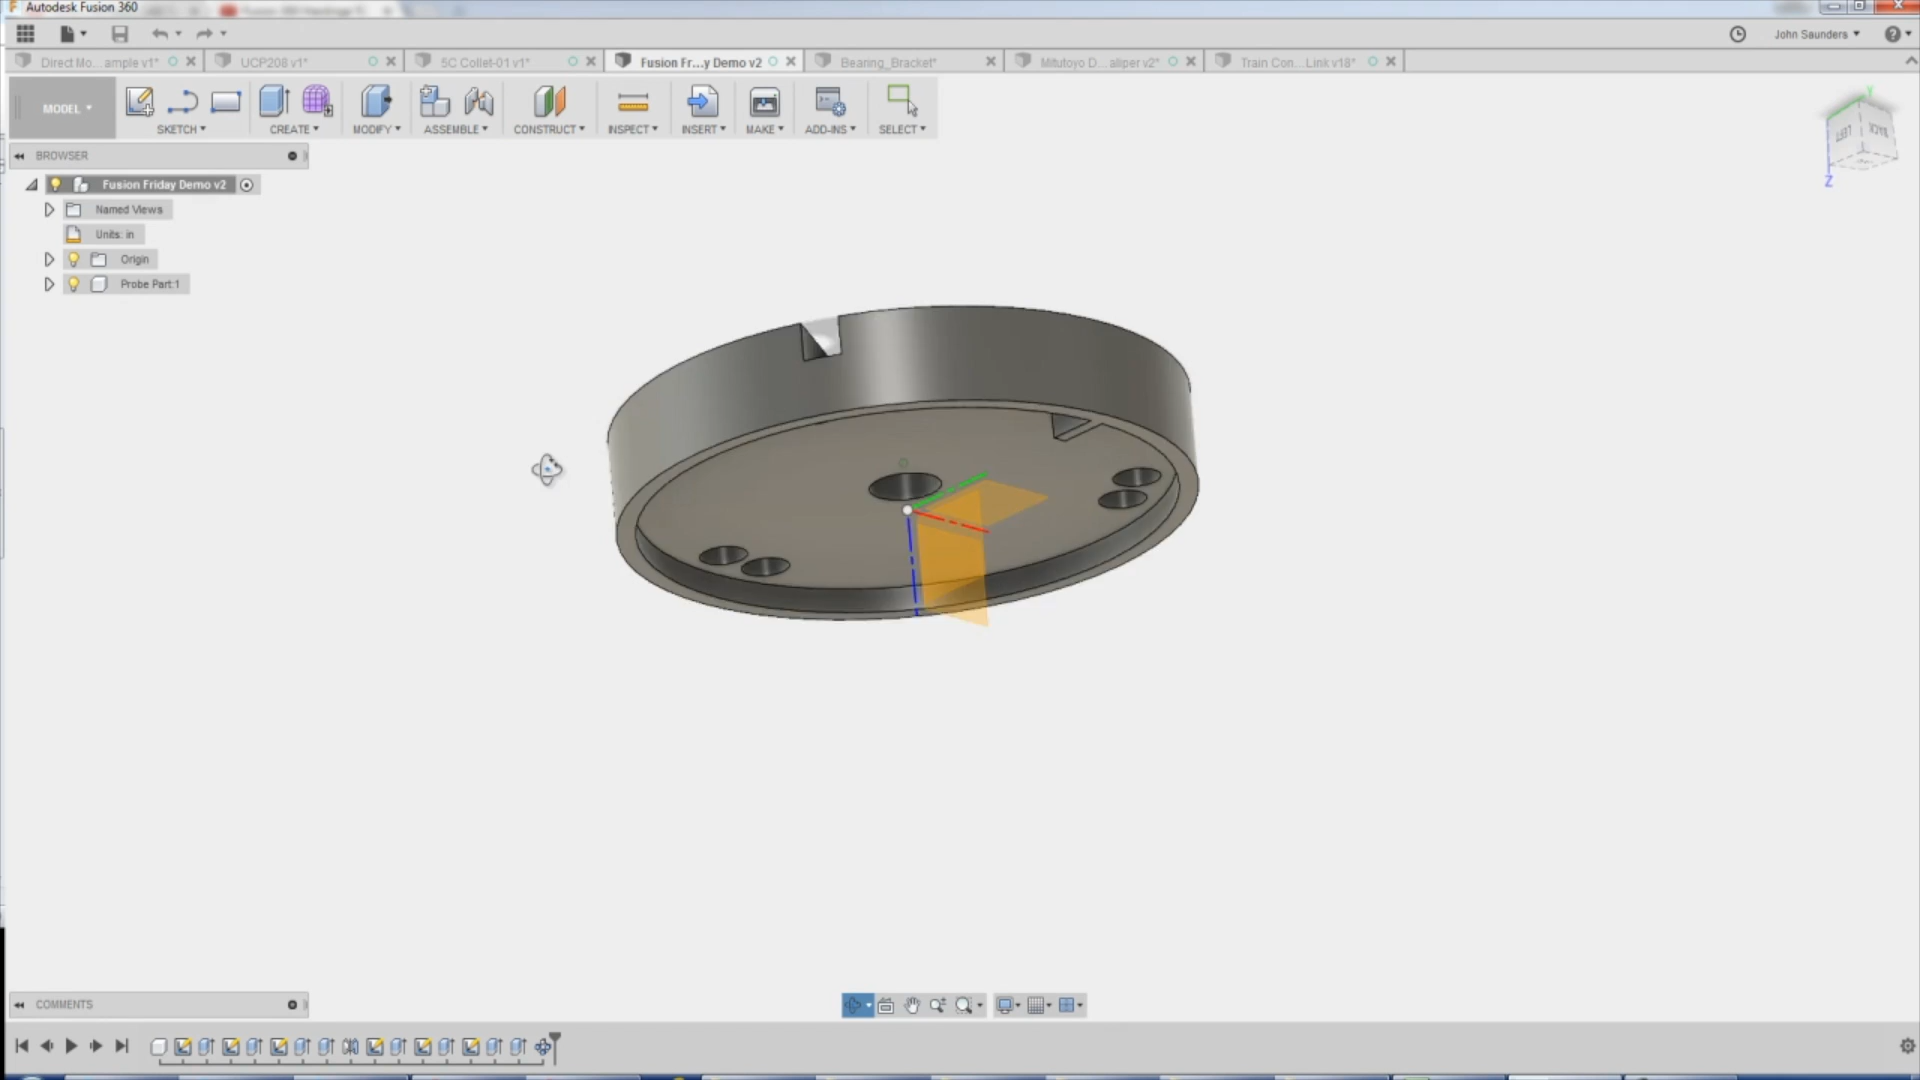 Autodesk Fusion 360
John Saunders
Direct Mo...ample v1*
UCP208 v1*
5C Collet-01 v1*
Fusion Fr...y Demo v2
Bearing_Bracket*
Mitutoyo D...aliper v2*
Train Con...Link v18*
MODEL
SKETCH
CREATE
MODIFY
ASSEMBLE
CONSTRUCT
INSPECT
INSERT
MAKE
ADD-INS
SELECT
Y
LEFT
BACK
Z
BROWSER
Fusion Friday Demo v2
Named Views
Units: in
Origin
Probe Part:1
COMMENTS